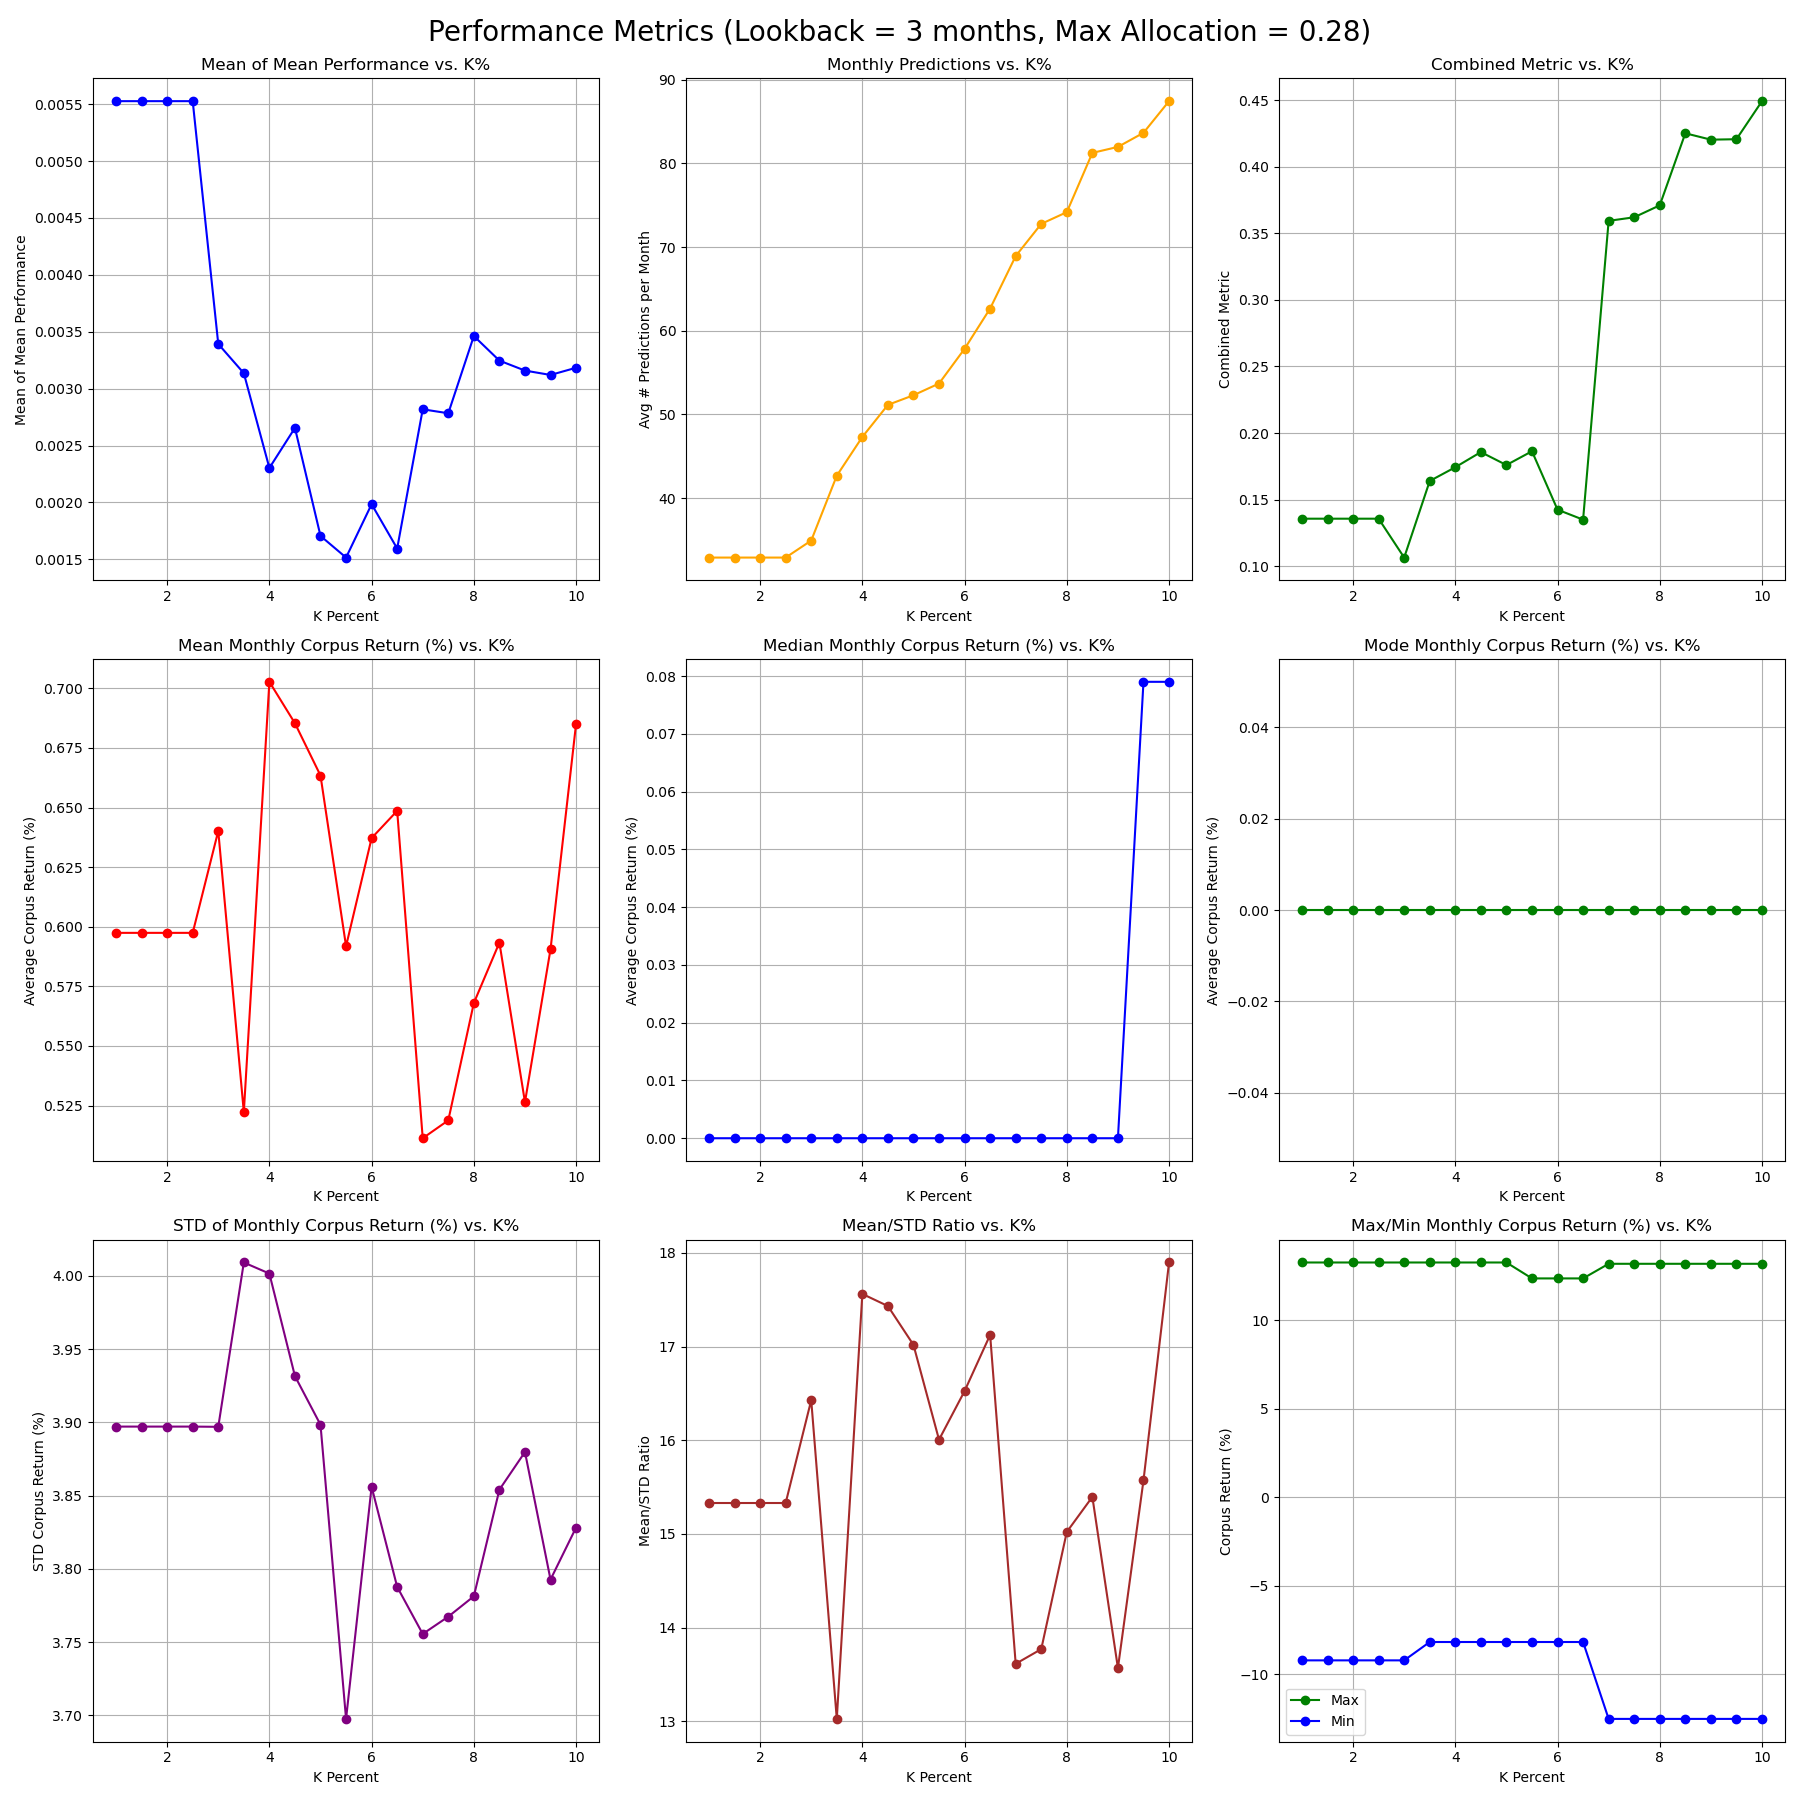 Performance Metrics (Lookback = 3 months, Max Allocation = 0.28)
Mean of Mean Performance vs. K%
Mean of Mean Performance
0.0055
0.0050
0.0045
0.0040
0.0035
0.0030
0.0025
0.0020
0.0015
2 4 6 8 10
K Percent
Monthly Predictions vs. K%
Avg # Predictions per Month
90
80
70
60
50
40
2 4 6 8 10
K Percent
Combined Metric vs. K%
Combined Metric
0.45
0.40
0.35
0.30
0.25
0.20
0.15
0.10
2 4 6 8 10
K Percent
Mean Monthly Corpus Return (%) vs. K%
Average Corpus Return (%)
0.700
0.675
0.650
0.625
0.600
0.575
0.550
0.525
2 4 6 8 10
K Percent
Median Monthly Corpus Return (%) vs. K%
Average Corpus Return (%)
0.08
0.07
0.06
0.05
0.04
0.03
0.02
0.01
0.00
2 4 6 8 10
K Percent
Mode Monthly Corpus Return (%) vs. K%
Average Corpus Return (%)
0.04
0.02
0.00
−0.02
−0.04
2 4 6 8 10
K Percent
STD of Monthly Corpus Return (%) vs. K%
STD Corpus Return (%)
4.00
3.95
3.90
3.85
3.80
3.75
3.70
2 4 6 8 10
K Percent
Mean/STD Ratio vs. K%
Mean/STD Ratio
18
17
16
15
14
13
2 4 6 8 10
K Percent
Max/Min Monthly Corpus Return (%) vs. K%
Corpus Return (%)
10
5
0
−5
−10
Max
Min
2 4 6 8 10
K Percent